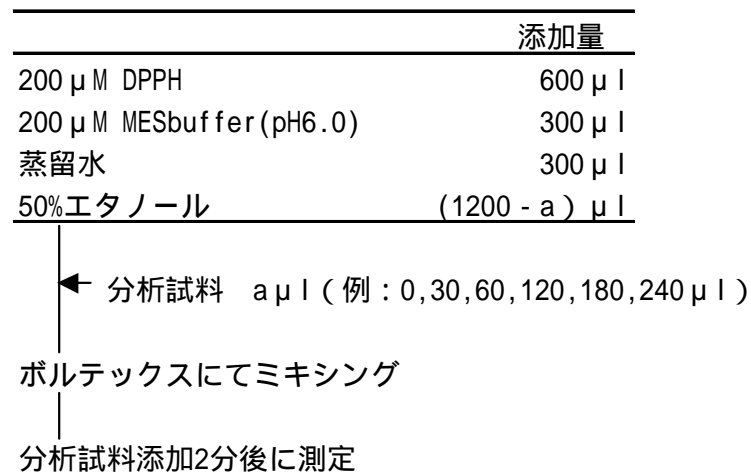 添加量
200μM DPPH 600μl
200μM MESbuffer(pH6.0) 300μl
蒸留水 300μl
50%エタノール (1200-a)μl
分析試料 aμl(例:0,30,60,120,180,240μl)
ボルテックスにてミキシング
分析試料添加2分後に測定